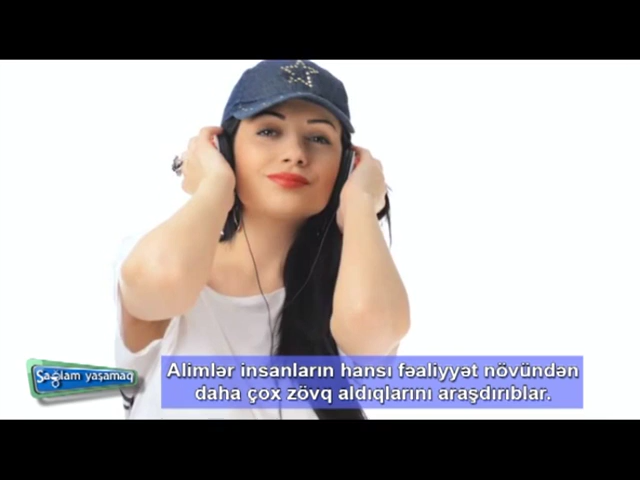 Sağlam yaşamaq
Alimlər insanların hansı fəaliyyət növündən
daha çox zövq aldıqlarını araşdırıblar.